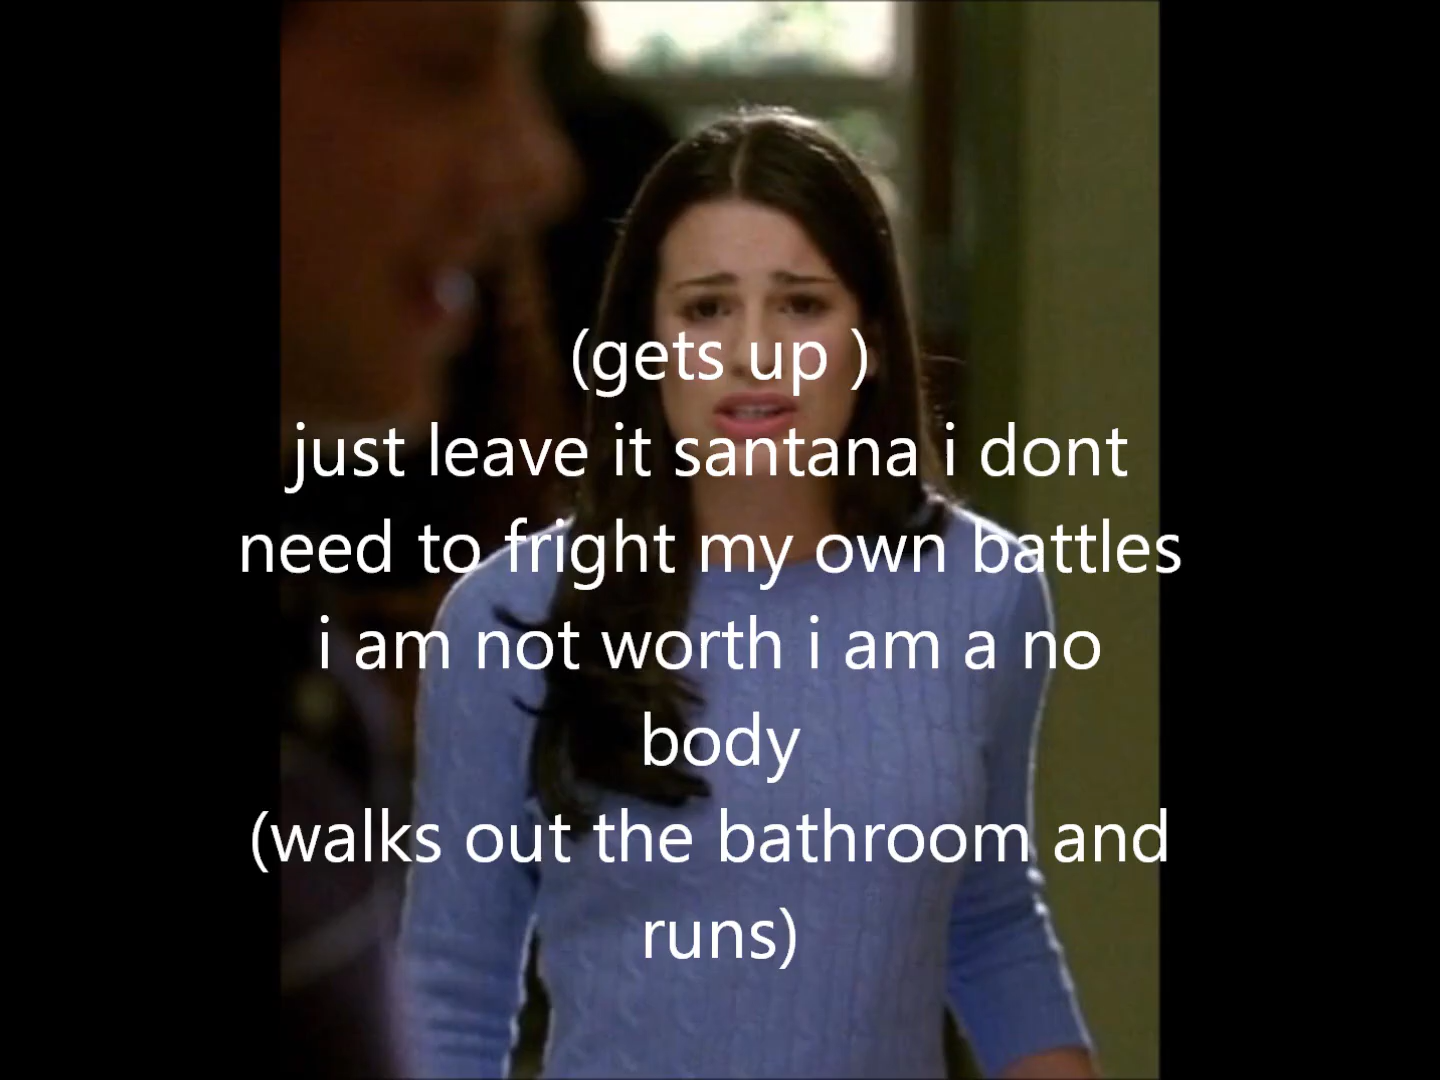 (gets up )
just leave it santana i dont
need to fright my own battles
i am not worth i am a no
body
(walks out the bathroom and
runs)